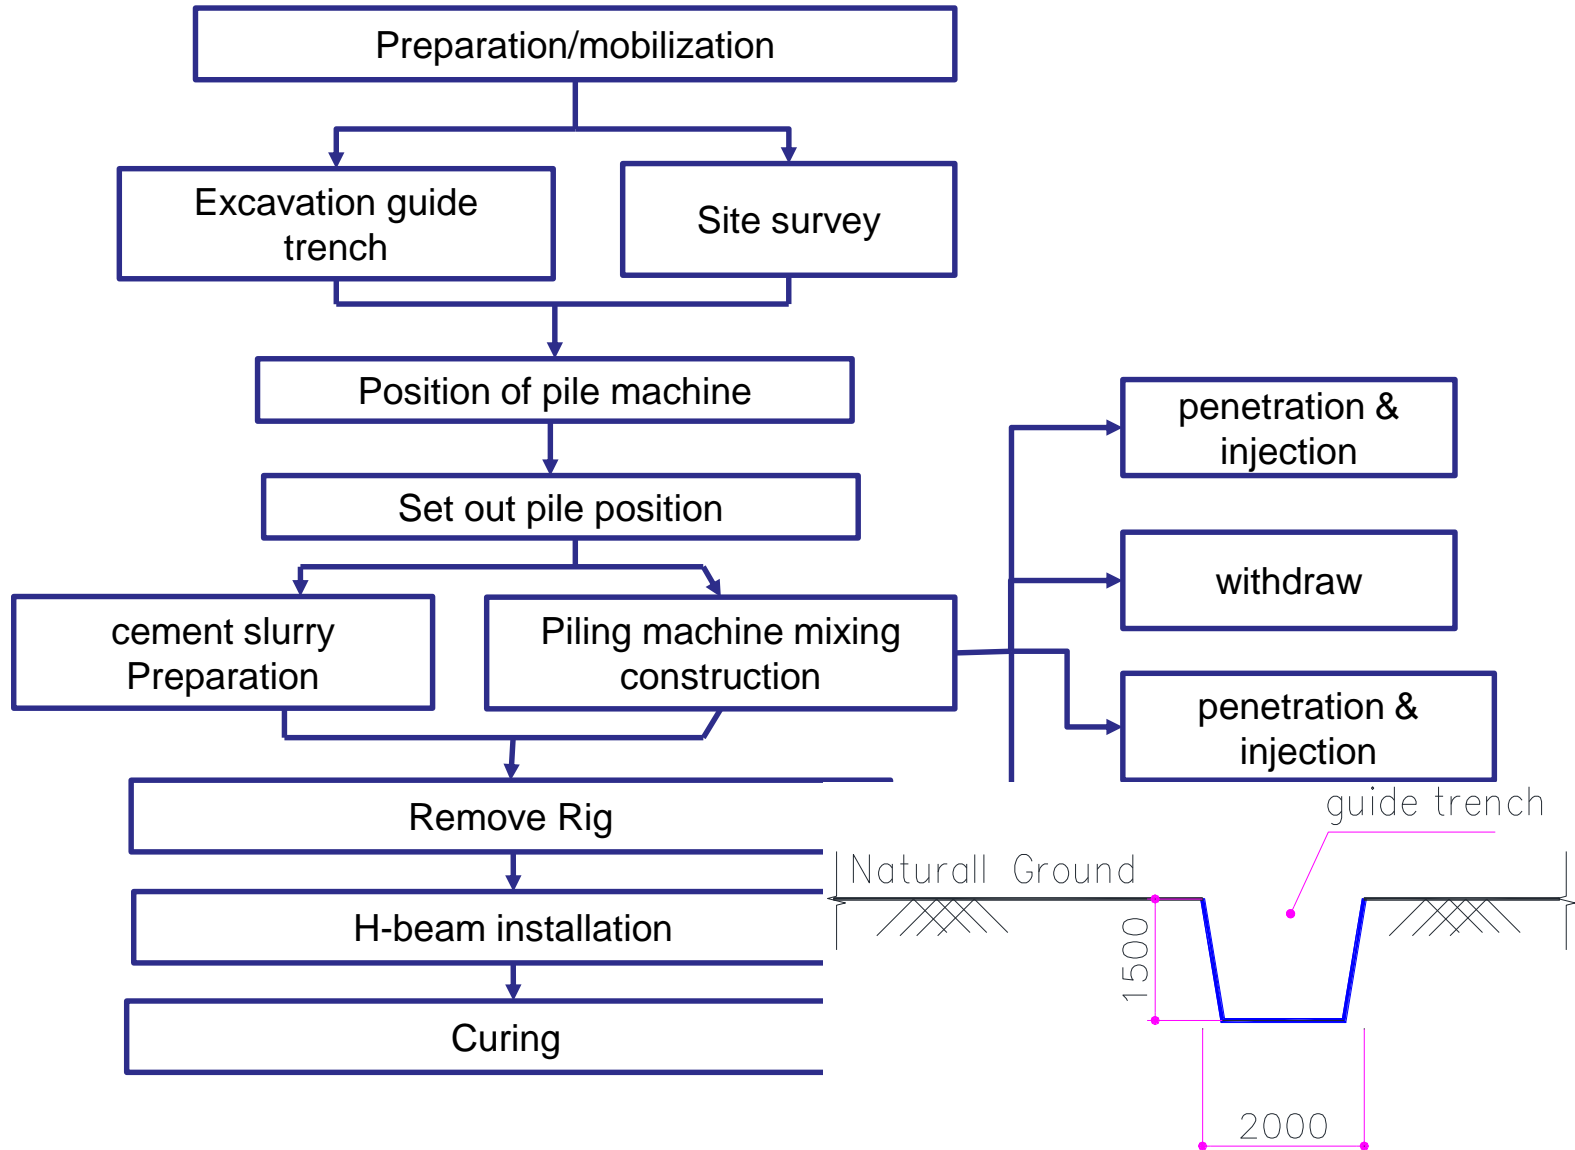 Preparation/mobilization
Excavation guide
trench
Site survey
Position of pile machine
Set out pile position
cement slurry
Preparation
Piling machine mixing
construction
penetration &
injection
withdraw
penetration &
injection
Remove Rig
H-beam installation
Curing
guide trench
Naturall Ground
1500
2000